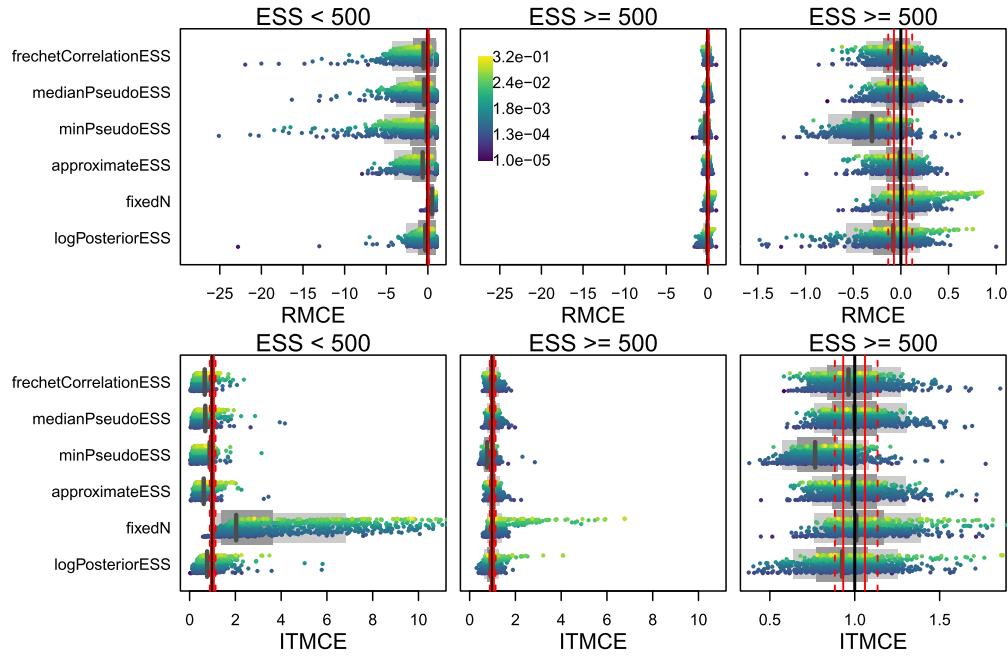 ESS < 500
ESS >= 500
ESS >= 500
frechetCorrelationESS
medianPseudoESS
minPseudoESS
approximateESS
fixedN
logPosteriorESS
3.2e−01
2.4e−02
1.8e−03
1.3e−04
1.0e−05
−25 −20 −15 −10 −5 0
−25 −20 −15 −10 −5 0
−1.5 −1.0 −0.5 0.0 0.5 1.0
RMCE
RMCE
RMCE
ESS < 500
ESS >= 500
ESS >= 500
frechetCorrelationESS
medianPseudoESS
minPseudoESS
approximateESS
fixedN
logPosteriorESS
0 2 4 6 8 10
0 2 4 6 8 10
0.5 1.0 1.5
ITMCE
ITMCE
ITMCE